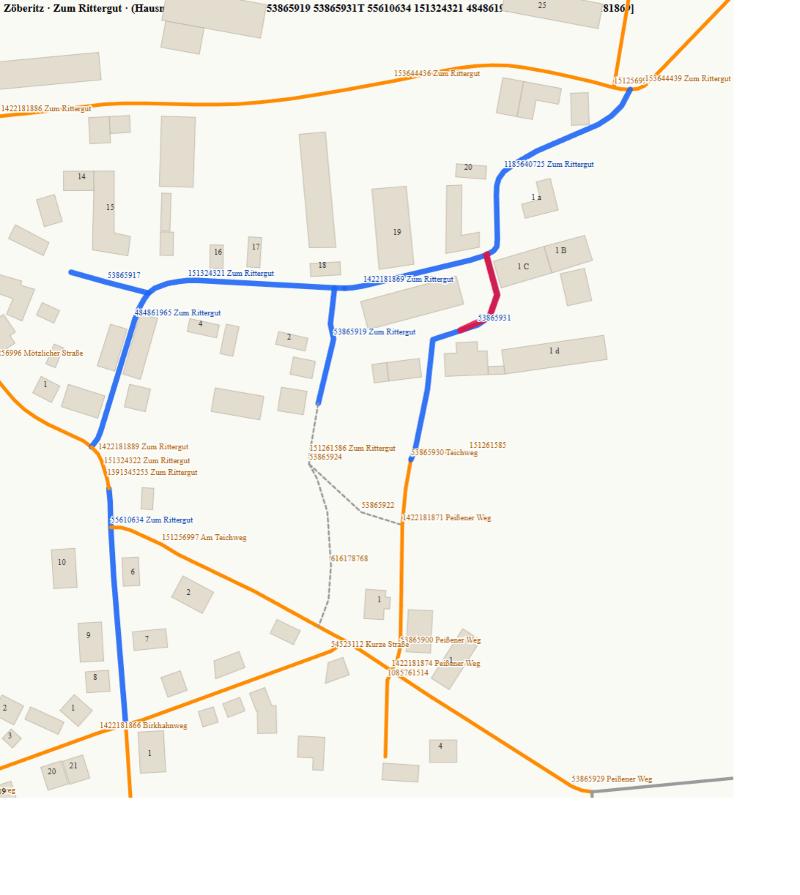 Zöberitz · Zum Rittergut · (Hausn
53865919 53865931T 55610634 151324321 4848619
8186 ]
25
153644436 Zum Rittergut
153644439 Zum Rittergut
1422181886 Zum Rittergut
1185640725 Zum Rittergut
14
15
20
1 a
19
1 B
16
17
18
1 C
53865917
151324321 Zum Rittergut
1422181869 Zum Rittergut
484861965 Zum Rittergut
4
2
53865919 Zum Rittergut
53865931
256996 Mötzlicher Straße
1 d
1
1422181889 Zum Rittergut
151261586 Zum Rittergut
151261585
53865930 Teichweg
53865924
151324322 Zum Rittergut
1391345253 Zum Rittergut
53865922
55610634 Zum Rittergut
1422181871 Peißener Weg
151256997 Am Teichweg
616178768
10
6
2
1
9
7
54523112 Kurze Straße
53865900 Peißener Weg
1422181874 Peißener Weg
1
1085761514
8
2
1
1422181866 Birkhahnweg
3
1
4
20
21
53865929 Peißener Weg
9
weg